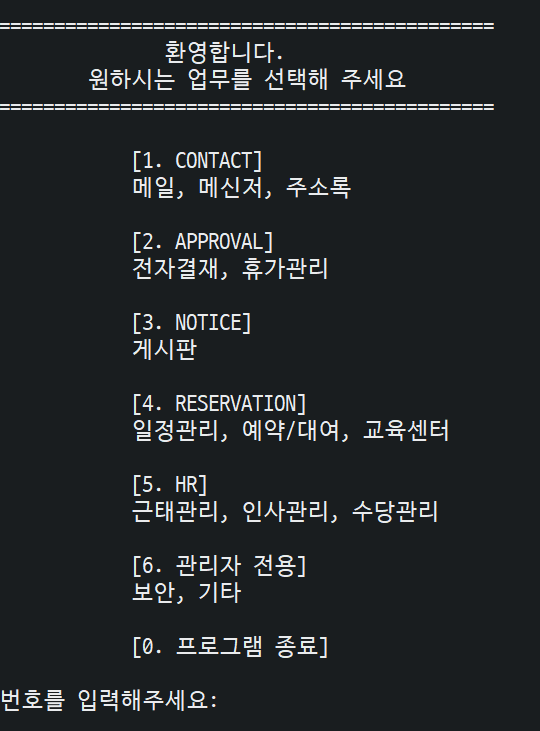 =============================================
환영합니다.
원하시는 업무를 선택해 주세요
=============================================
[1. CONTACT]
메일, 메신저, 주소록
[2. APPROVAL]
전자결재, 휴가관리
[3. NOTICE]
게시판
[4. RESERVATION]
일정관리, 예약/대여, 교육센터
[5. HR]
근태관리, 인사관리, 수당관리
[6. 관리자 전용]
보안, 기타
[0. 프로그램 종료]
번호를 입력해주세요: